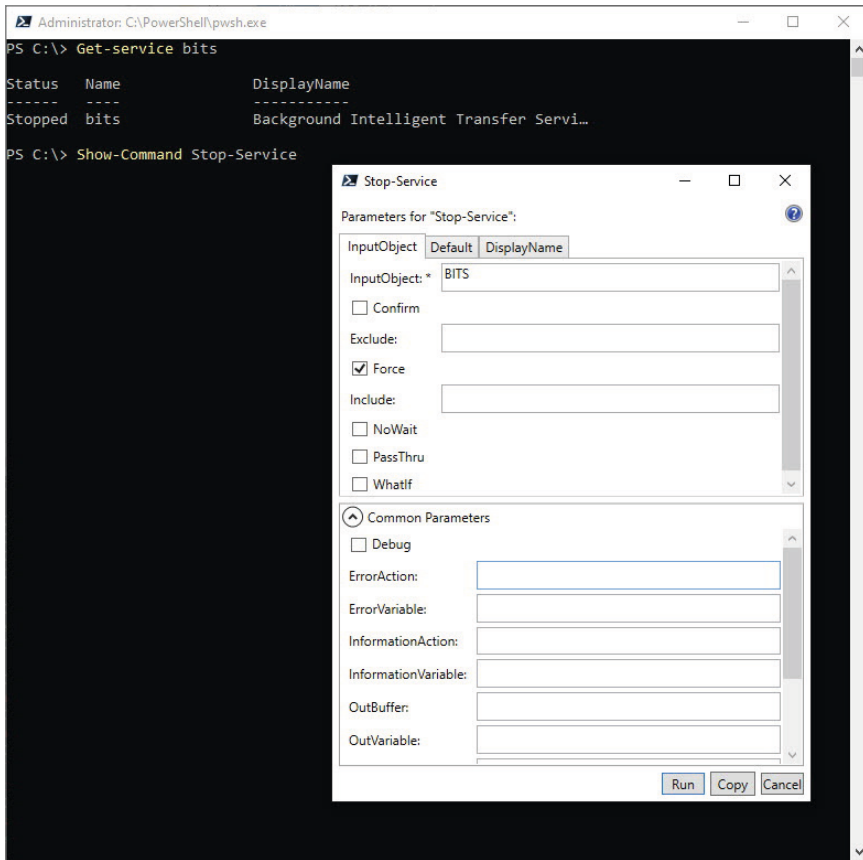 Administrator: C:\PowerShell\pwsh.exe
PS C:\> Get-service bits
Status   Name               DisplayName
------   ----               -----------
Stopped  bits               Background Intelligent Transfer Servi…
PS C:\> Show-Command Stop-Service
Stop-Service
Parameters for "Stop-Service":
InputObject Default DisplayName
InputObject: * BITS
Confirm
Exclude:
Force
Include:
NoWait
PassThru
WhatIf
Common Parameters
Debug
ErrorAction:
ErrorVariable:
InformationAction:
InformationVariable:
OutBuffer:
OutVariable:
Run Copy Cancel